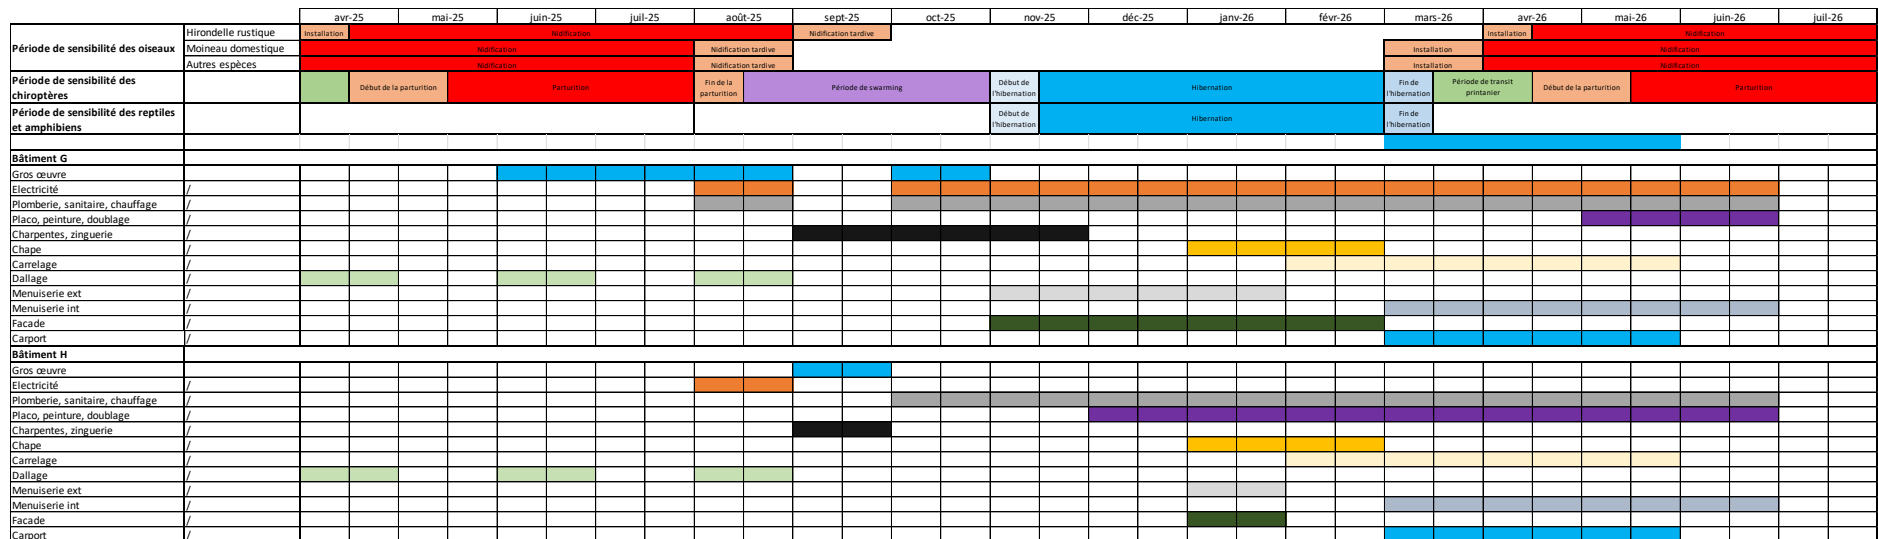 avr-25 mai-25 juin-25 juil-25 août-25 sept-25 oct-25 nov-25 déc-25 janv-26 févr-26 mars-26 avr-26 mai-26 juin-26 juil-26
Période de sensibilité des oiseaux
Hirondelle rustique Installation Nidification Nidification tardive Installation Nidification
Moineau domestique Nidification Nidification tardive Installation Nidification
Autres espèces Nidification Nidification tardive Installation Nidification
Période de sensibilité des
chiroptères
Début de la parturition Parturition
Fin de la
parturition
Période de swarming
Début de
l'hibernation
Hibernation
Fin de
l'hibernation
Période de transit
printanier
Début de la parturition Parturition
Période de sensibilité des reptiles
et amphibiens
Début de
l'hibernation
Hibernation
Fin de
l'hibernation
Bâtiment G
Gros œuvre
Electricité /
Plomberie, sanitaire, chauffage /
Placo, peinture, doublage /
Charpentes, zinguerie /
Chape /
Carrelage /
Dallage /
Menuiserie ext /
Menuiserie int /
Facade /
Carport /
Bâtiment H
Gros œuvre
Electricité /
Plomberie, sanitaire, chauffage /
Placo, peinture, doublage /
Charpentes, zinguerie /
Chape /
Carrelage /
Dallage /
Menuiserie ext /
Menuiserie int /
Facade /
Carport /